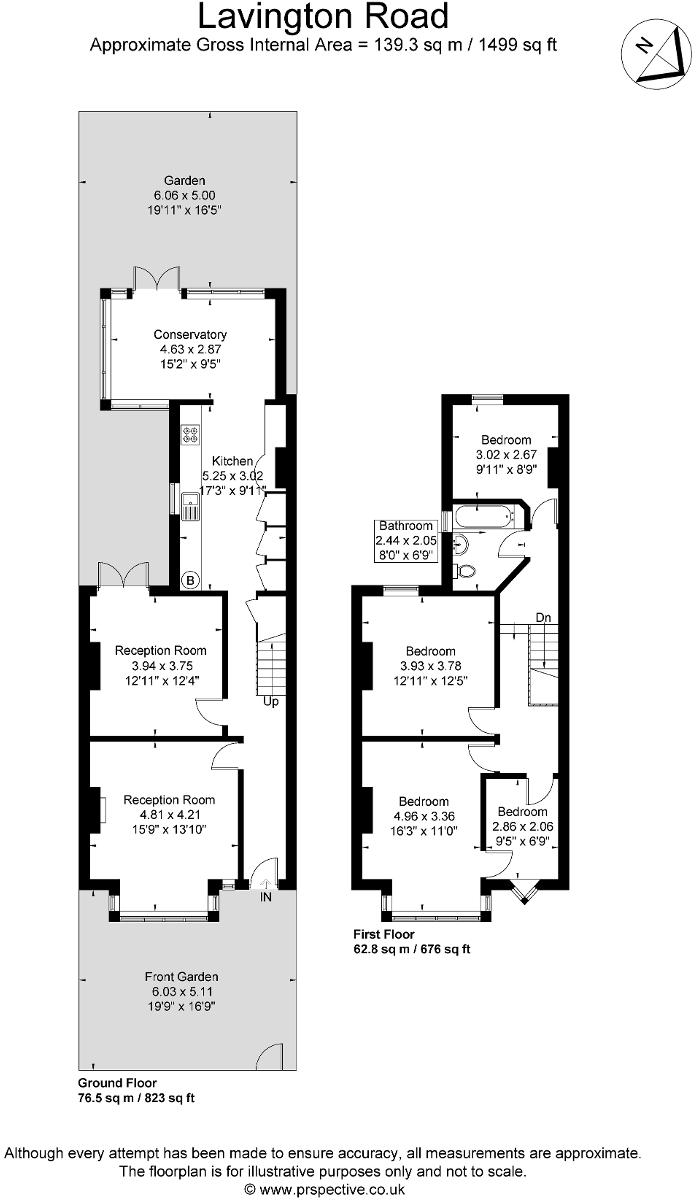 Lavington Road
Approximate Gross Internal Area = 139.3 sq m / 1499 sq ft
N
Garden
6.06 x 5.00
19'11" x 16'5"
Conservatory
4.63 x 2.87
15'2" x 9'5"
Kitchen
5.25 x 3.02
17'3" x 9'11"
B
Reception Room
3.94 x 3.75
12'11" x 12'4"
Up
Reception Room
4.81 x 4.21
15'9" x 13'10"
IN
Front Garden
6.03 x 5.11
19'9" x 16'9"
Ground Floor
76.5 sq m / 823 sq ft
Bedroom
3.02 x 2.67
9'11" x 8'9"
Bathroom
2.44 x 2.05
8'0" x 6'9"
Dn
Bedroom
3.93 x 3.78
12'11" x 12'5"
Bedroom
4.96 x 3.36
16'3" x 11'0"
Bedroom
2.86 x 2.06
9'5" x 6'9"
First Floor
62.8 sq m / 676 sq ft
Although every attempt has been made to ensure accuracy, all measurements are approximate.
The floorplan is for illustrative purposes only and not to scale.
© www.prspective.co.uk